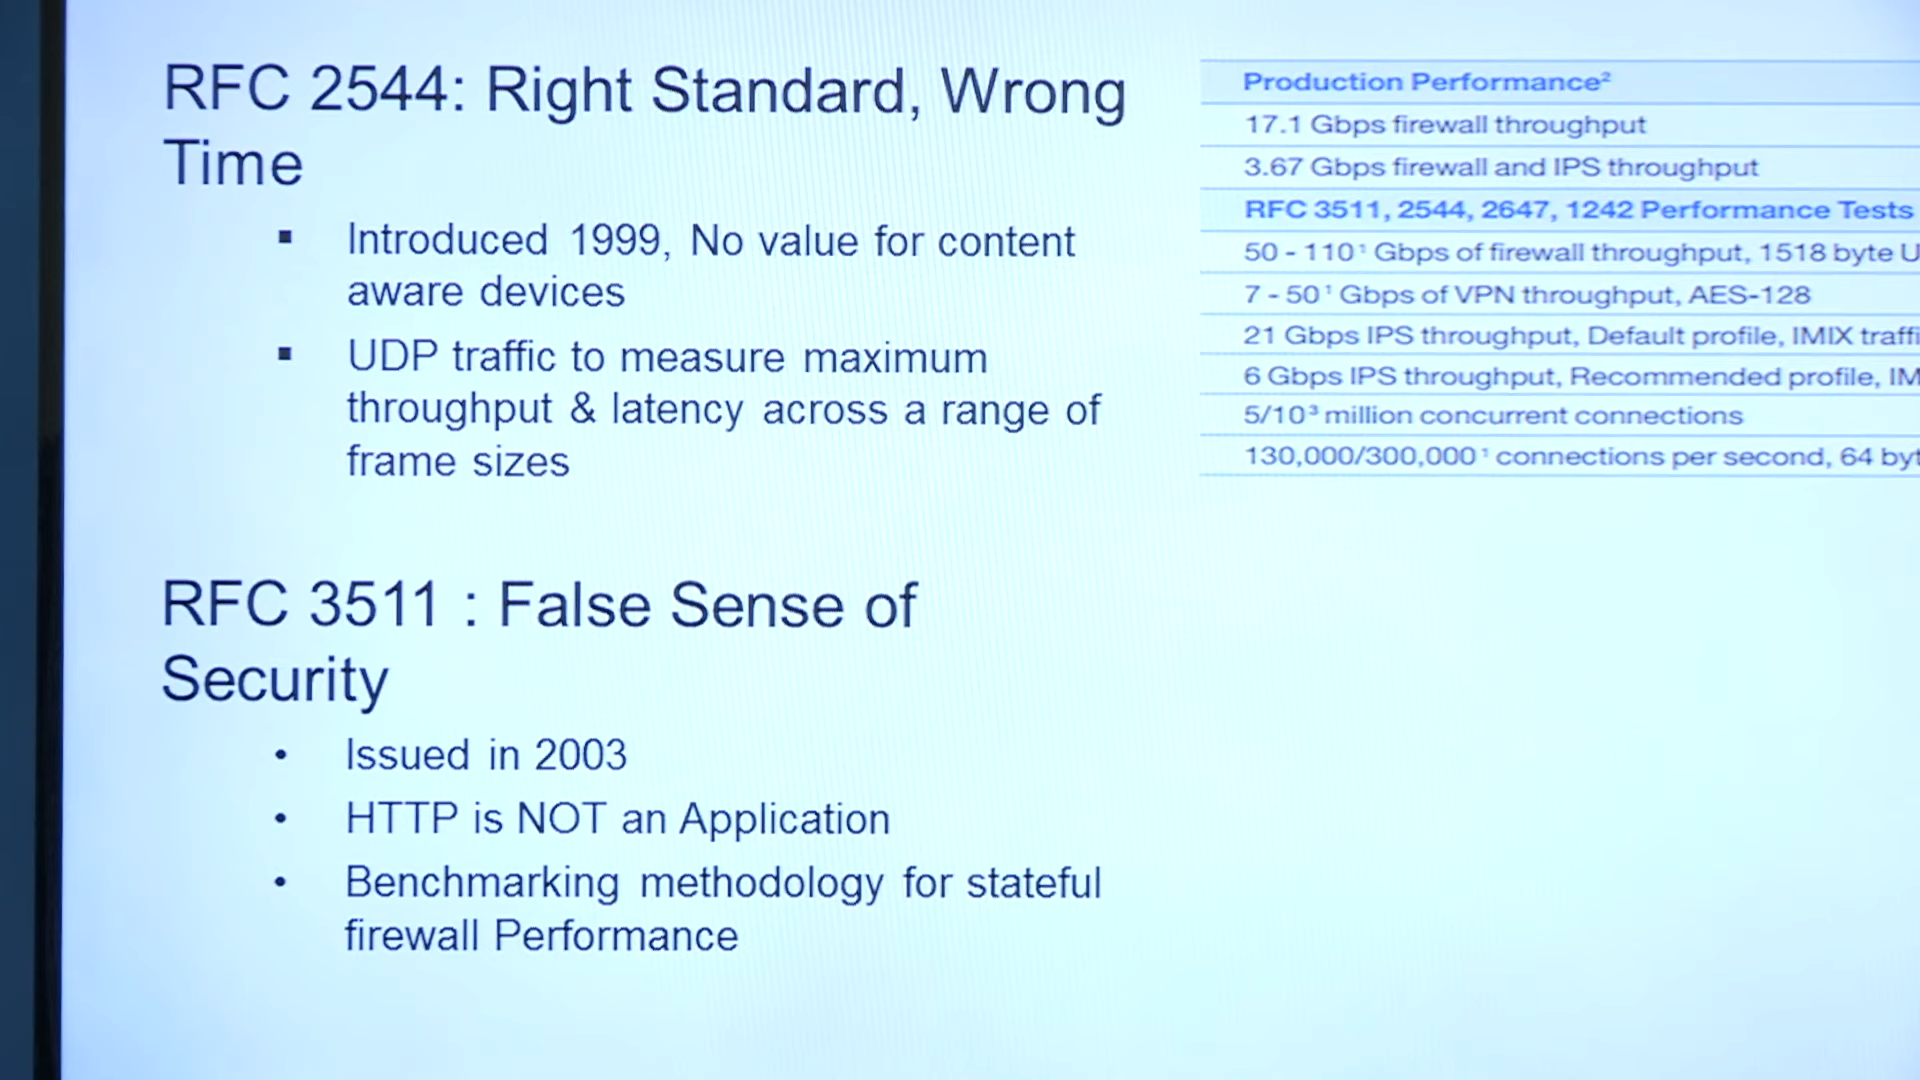 RFC 2544: Right Standard, Wrong
Time
▪ Introduced 1999, No value for content
aware devices
▪ UDP traffic to measure maximum
throughput & latency across a range of
frame sizes
RFC 3511 : False Sense of
Security
• Issued in 2003
• HTTP is NOT an Application
• Benchmarking methodology for stateful
firewall Performance
Production Performance²
17.1 Gbps firewall throughput
3.67 Gbps firewall and IPS throughput
RFC 3511, 2544, 2647, 1242 Performance Tests
50 - 110¹ Gbps of firewall throughput, 1518 byte
7 - 50¹ Gbps of VPN throughput, AES-128
21 Gbps IPS throughput, Default profile, IMIX
6 Gbps IPS throughput, Recommended profile,
5/10³ million concurrent connections
130,000/300,000¹ connections per second, 64